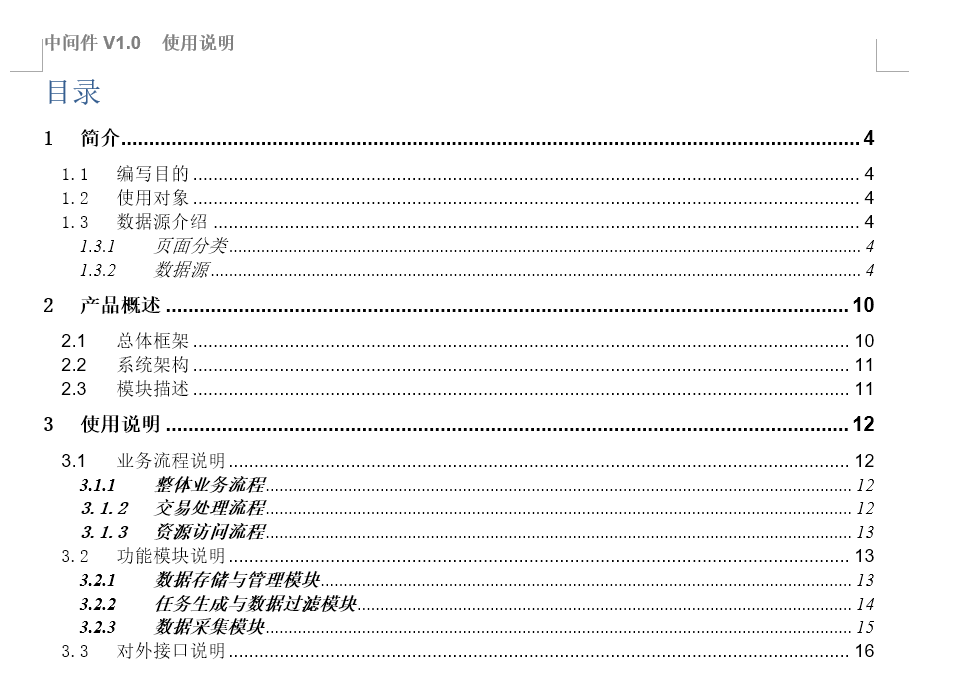 中间件 V1.0 使用说明
目录
1 简介 4
1.1 编写目的 4
1.2 使用对象 4
1.3 数据源介绍 4
1.3.1 页面分类 4
1.3.2 数据源 4
2 产品概述 10
2.1 总体框架 10
2.2 系统架构 11
2.3 模块描述 11
3 使用说明 12
3.1 业务流程说明 12
3.1.1 整体业务流程 12
3.1.2 交易处理流程 12
3.1.3 资源访问流程 13
3.2 功能模块说明 13
3.2.1 数据存储与管理模块 13
3.2.2 任务生成与数据过滤模块 14
3.2.3 数据采集模块 15
3.3 对外接口说明 16